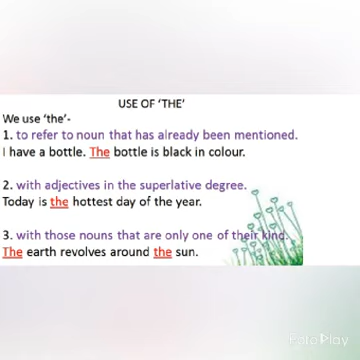 USE OF 'THE'
We use 'the'-
1. to refer to noun that has already been mentioned.
I have a bottle. The bottle is black in colour.
2. with adjectives in the superlative degree.
Today is the hottest day of the year.
3. with those nouns that are only one of their kind.
The earth revolves around the sun.
FotoPlay